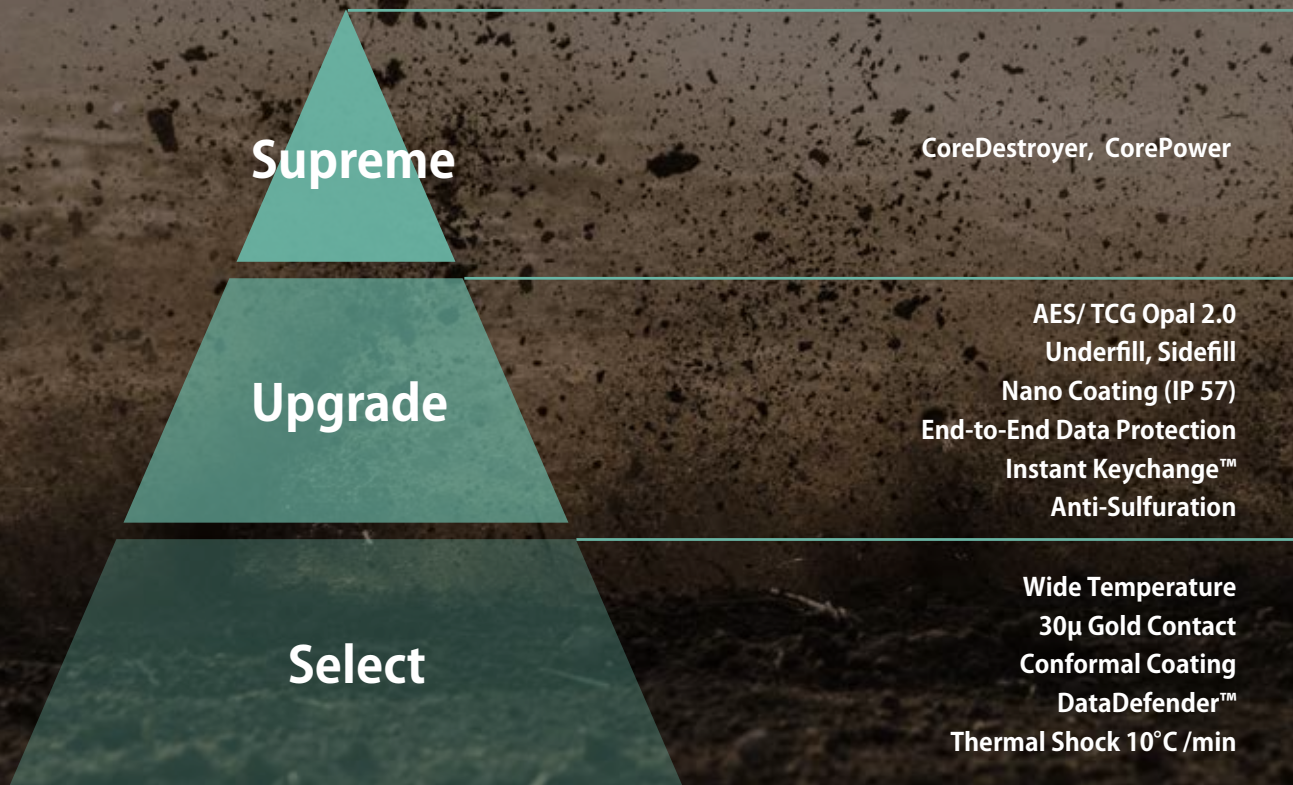 Supreme
CoreDestroyer, CorePower
Upgrade
AES/ TCG Opal 2.0
Underfill, Sidefill
Nano Coating (IP 57)
End-to-End Data Protection
Instant Keychange™
Anti-Sulfuration
Select
Wide Temperature
30μ Gold Contact
Conformal Coating
DataDefender™
Thermal Shock 10°C /min